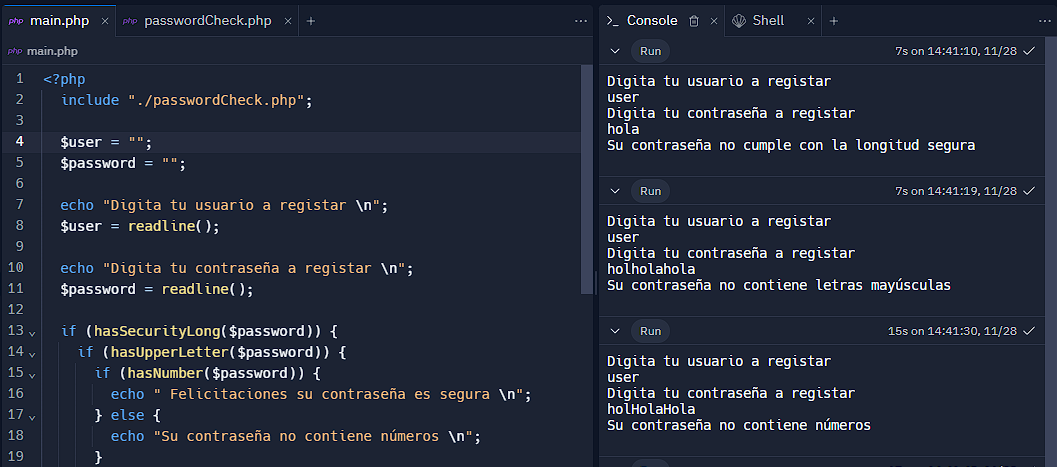 php main.php × php passwordCheck.php × +
php main.php
1 <?php
2 include "./passwordCheck.php";
3
4 $user = "";
5 $password = "";
6
7 echo "Digita tu usuario a registar \n";
8 $user = readline();
9
10 echo "Digita tu contraseña a registar \n";
11 $password = readline();
12
13 if (hasSecurityLong($password)) {
14 if (hasUpperLetter($password)) {
15 if (hasNumber($password)) {
16 echo " Felicitaciones su contraseña es segura \n";
17 } else {
18 echo "Su contraseña no contiene números \n";
19 }
>_ Console × Shell × +
Run 7s on 14:41:10, 11/28
Digita tu usuario a registar
user
Digita tu contraseña a registar
hola
Su contraseña no cumple con la longitud segura
Run 7s on 14:41:19, 11/28
Digita tu usuario a registar
user
Digita tu contraseña a registar
holholahola
Su contraseña no contiene letras mayúsculas
Run 15s on 14:41:30, 11/28
Digita tu usuario a registar
user
Digita tu contraseña a registar
holHolaHola
Su contraseña no contiene números